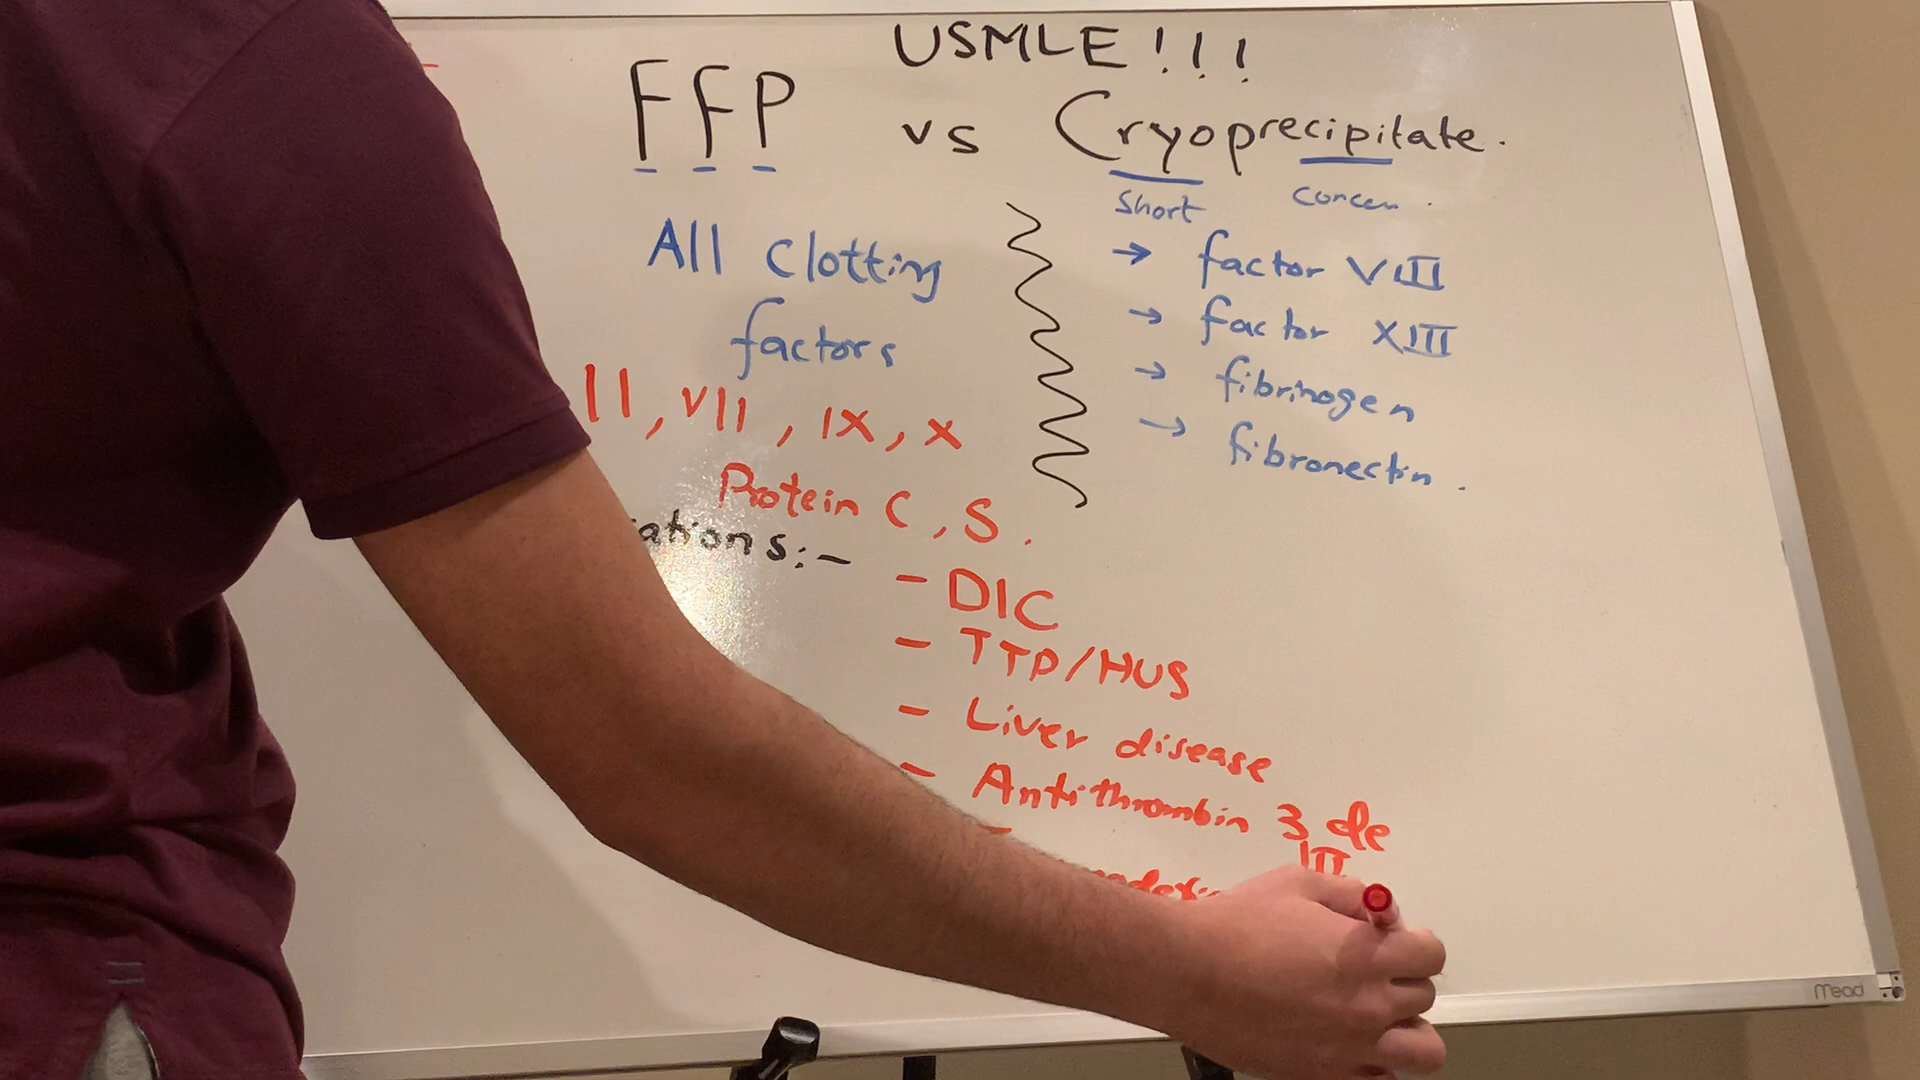 USMLE!!!
FFP vs Cryoprecipitate.
short concen.
All clotting
factors
II, VII, IX, X
Protein C, S.
ations:-
→ factor VIII
→ factor XIII
→ fibrinogen
→ fibronectin.
- DIC
- TTP/HUS
- Liver disease
- Antithrombin 3 de
III
Mead